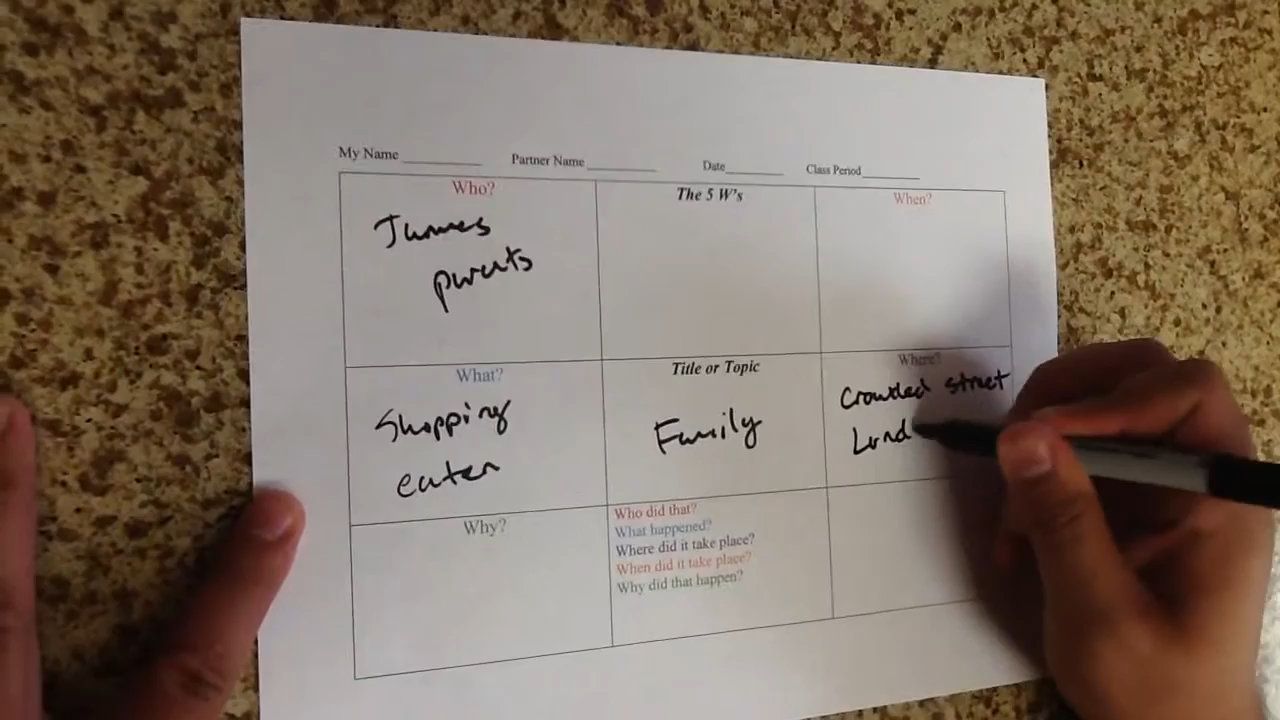 My Name Partner Name Date Class Period
Who?
James
parents
The 5 W's
When?
What?
Shopping
eaten
Title or Topic
Family
Where?
Crowded street
Lond
Why?
Who did that?
What happened?
Where did it take place?
When did it take place?
Why did that happen?